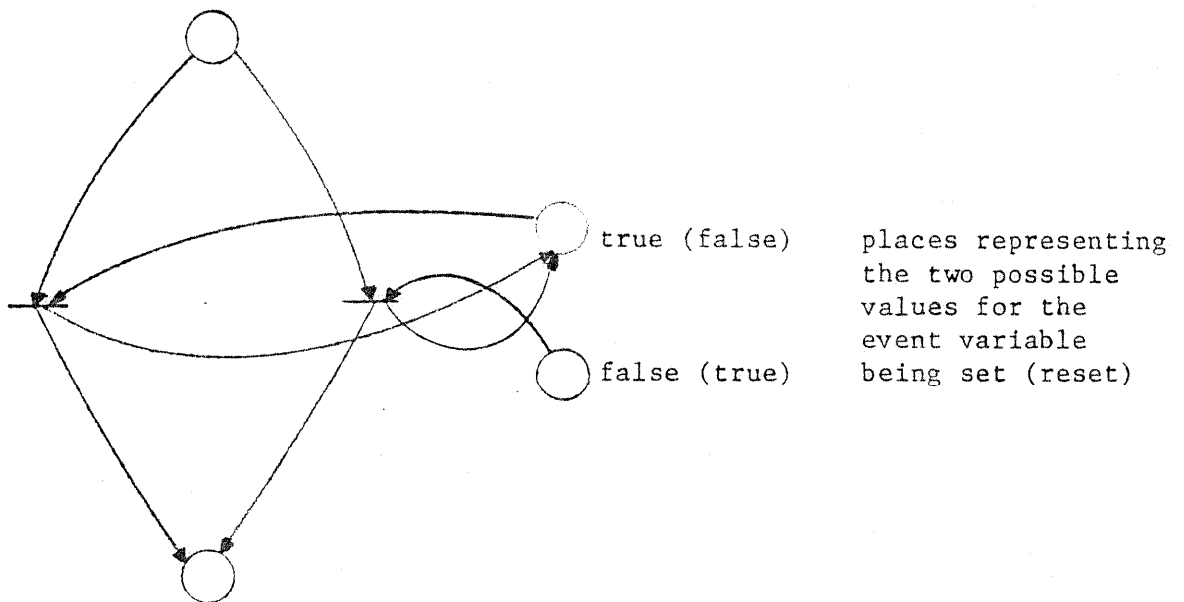 true (false)
places representing
the two possible
values for the
event variable
false (true)
being set (reset)